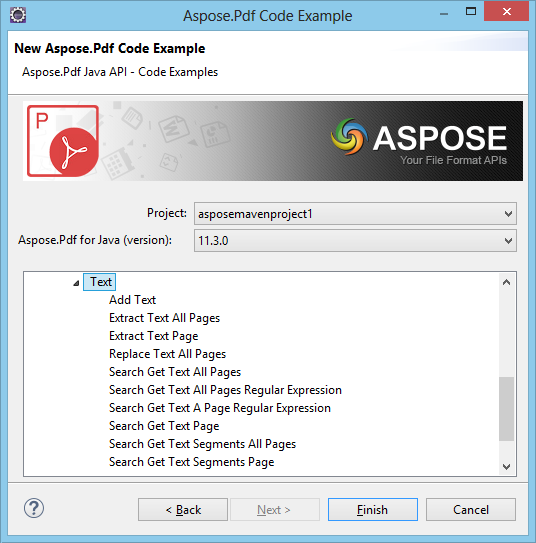 Aspose.Pdf Code Example
New Aspose.Pdf Code Example
Aspose.Pdf Java API - Code Examples
P
ASPOSE
Your File Format APIs
Project: asposemavenproject1
Aspose.Pdf for Java (version): 11.3.0
Text
Add Text
Extract Text All Pages
Extract Text Page
Replace Text All Pages
Search Get Text All Pages
Search Get Text All Pages Regular Expression
Search Get Text A Page Regular Expression
Search Get Text Page
Search Get Text Segments All Pages
Search Get Text Segments Page
? < Back Next > Finish Cancel